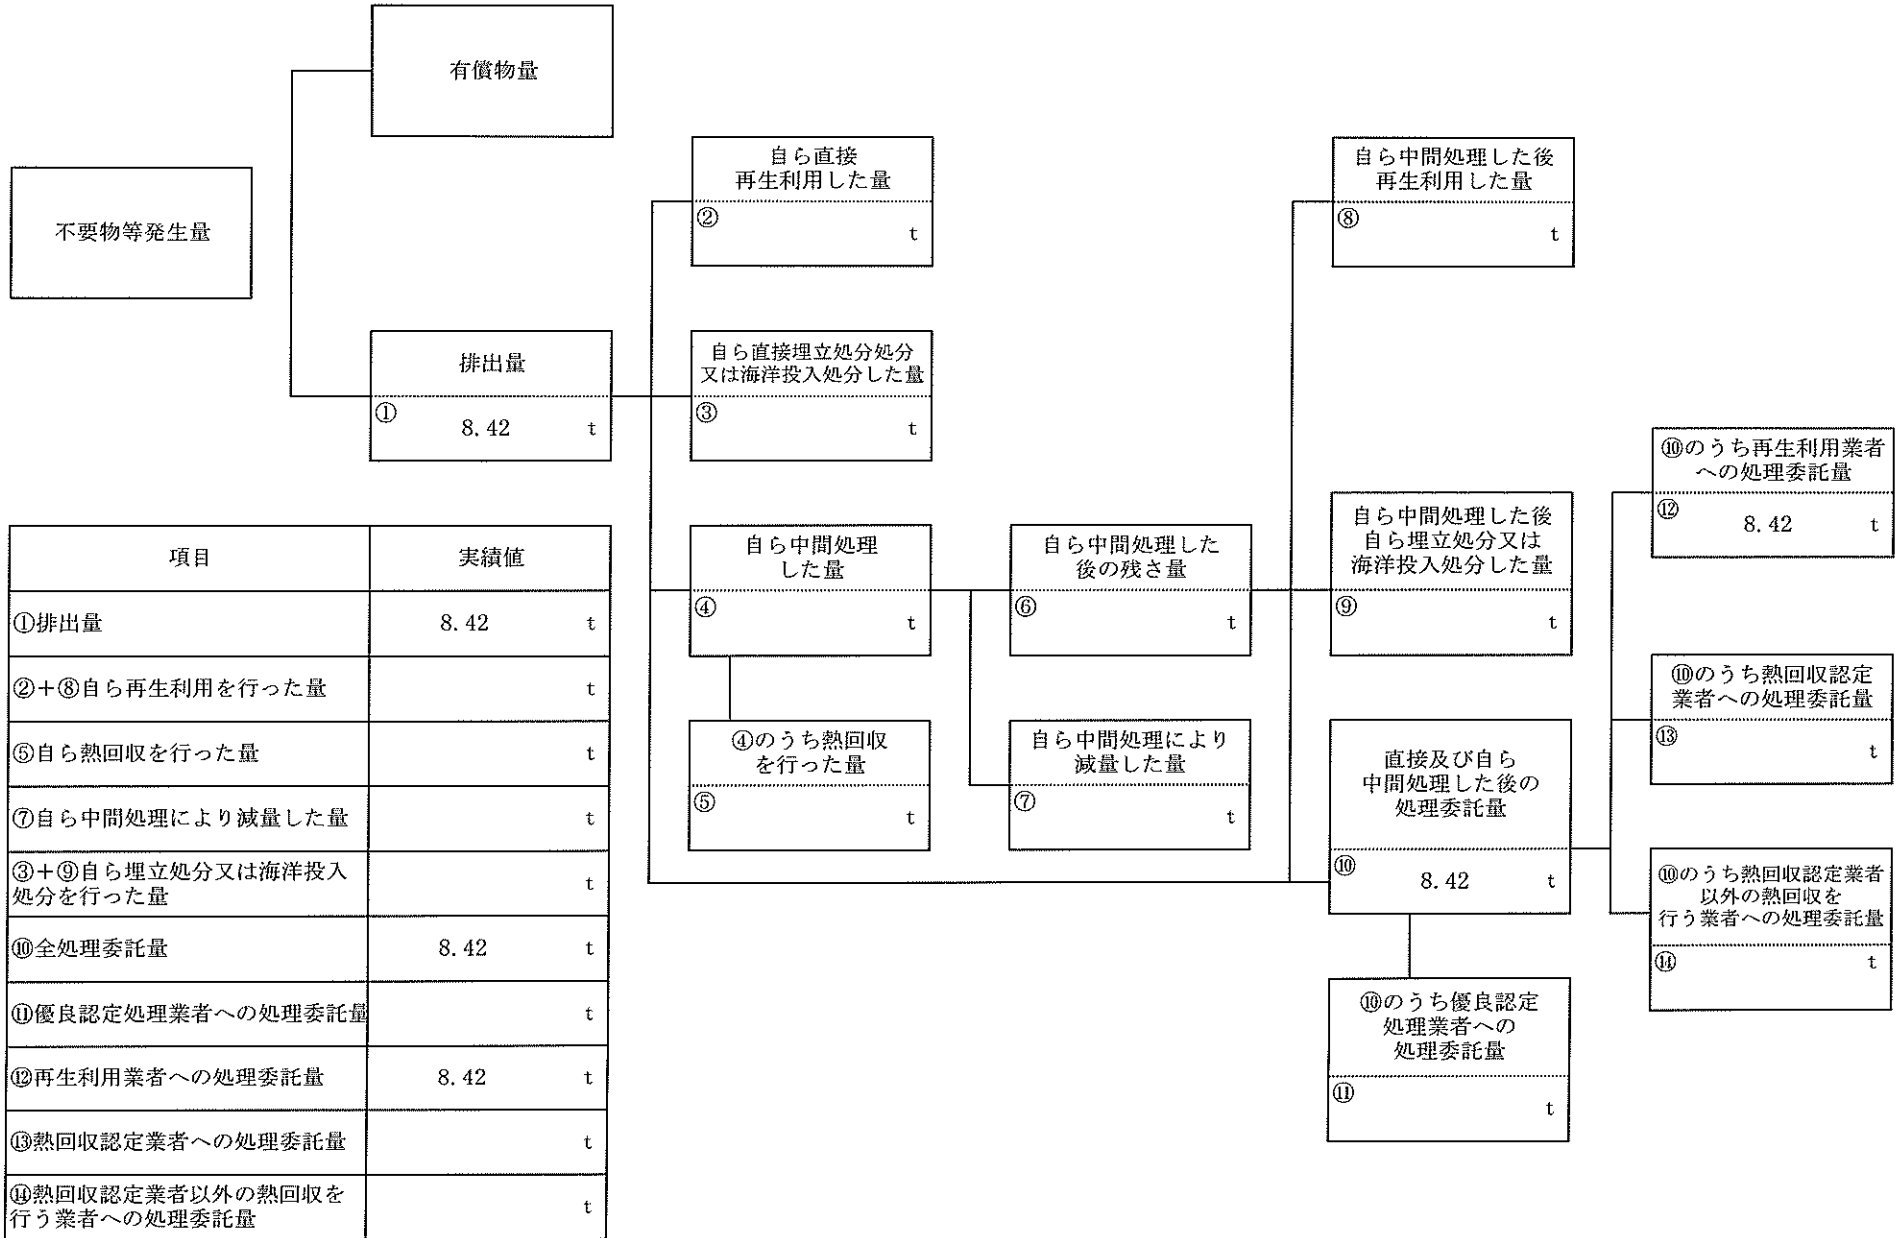 有償物量
不要物等発生量
自ら直接
再生利用した量
②
t
自ら中間処理した後
再生利用した量
⑧
t
排出量
①
8.42 t
自ら直接埋立処分処分
又は海洋投入処分した量
③
t
⑩のうち再生利用業者
への処理委託量
⑫
8.42 t
自ら中間処理
した量
④
t
自ら中間処理した
後の残さ量
⑥
t
自ら中間処理した後
自ら埋立処分又は
海洋投入処分した量
⑨
t
⑩のうち熱回収認定
業者への処理委託量
⑬
t
④のうち熱回収
を行った量
⑤
t
自ら中間処理により
減量した量
⑦
t
直接及び自ら
中間処理した後の
処理委託量
⑩
8.42 t
⑩のうち熱回収認定業者
以外の熱回収を
行う業者への処理委託量
⑭
t
⑩のうち優良認定
処理業者への
処理委託量
⑪
t
項目 実績値
①排出量 8.42 t
②+⑧自ら再生利用を行った量 t
⑤自ら熱回収を行った量 t
⑦自ら中間処理により減量した量 t
③+⑨自ら埋立処分又は海洋投入
処分を行った量 t
⑩全処理委託量 8.42 t
⑪優良認定処理業者への処理委託量 t
⑫再生利用業者への処理委託量 8.42 t
⑬熱回収認定業者への処理委託量 t
⑭熱回収認定業者以外の熱回収を
行う業者への処理委託量 t